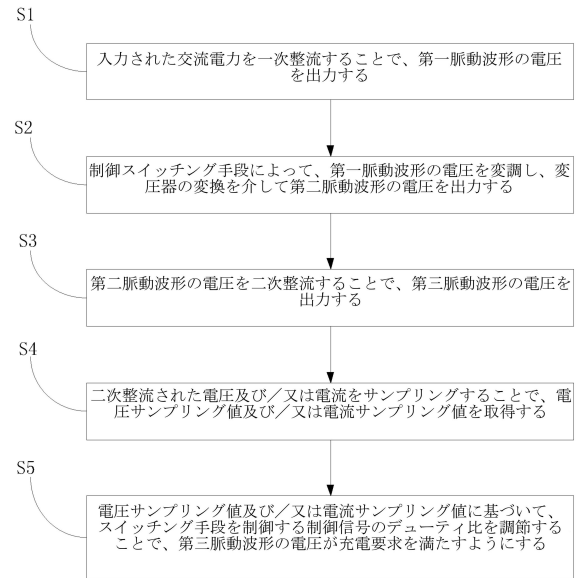 S1
入力された交流電力を一次整流することで、第一脈動波形の電圧
を出力する
S2
制御スイッチング手段によって、第一脈動波形の電圧を変調し、変
圧器の変換を介して第二脈動波形の電圧を出力する
S3
第二脈動波形の電圧を二次整流することで、第三脈動波形の電圧を
出力する
S4
二次整流された電圧及び／又は電流をサンプリングすることで、電
圧サンプリング値及び／又は電流サンプリング値を取得する
S5
電圧サンプリング値及び／又は電流サンプリング値に基づいて、
スイッチング手段を制御する制御信号のデューティ比を調節する
ことで、第三脈動波形の電圧が充電要求を満たすようにする